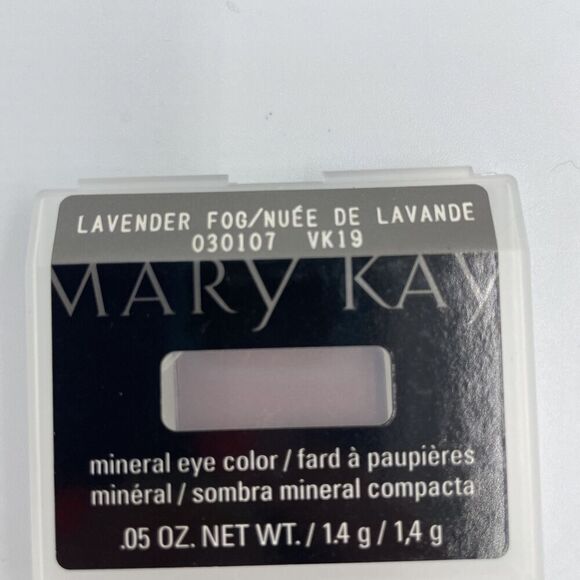 LAVENDER FOG/NUÉE DE LAVANDE
030107 VK19
MARY KAY
mineral eye color / fard à paupières
minéral / sombra mineral compacta
.05 OZ. NET WT. / 1.4 g / 1,4 g